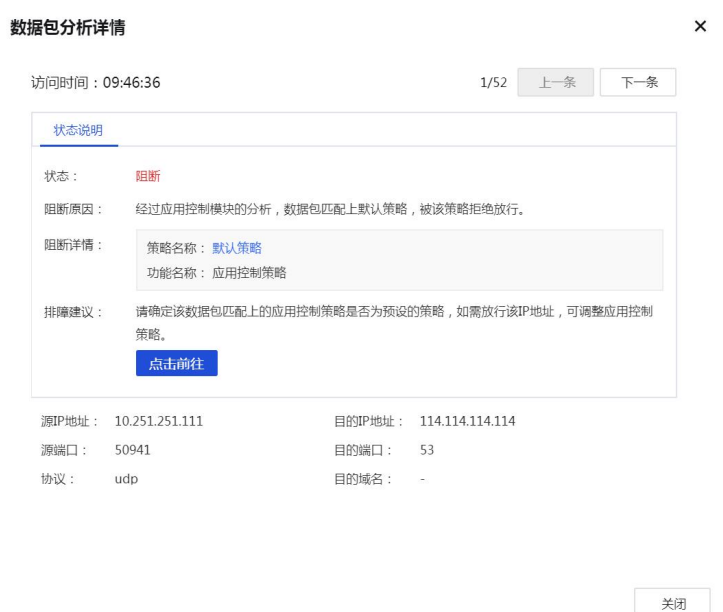 数据包分析详情 ×
访问时间：09:46:36 1/52 上一条 下一条
状态说明
状态： 阻断
阻断原因： 经过应用控制模块的分析，数据包匹配上默认策略，被该策略拒绝放行。
阻断详情： 策略名称： 默认策略
功能名称： 应用控制策略
排障建议： 请确定该数据包匹配上的应用控制策略是否为预设的策略，如需放行该IP地址，可调整应用控制
策略。
点击前往
源IP地址： 10.251.251.111 目的IP地址： 114.114.114.114
源端口： 50941 目的端口： 53
协议： udp 目的域名： -
关闭